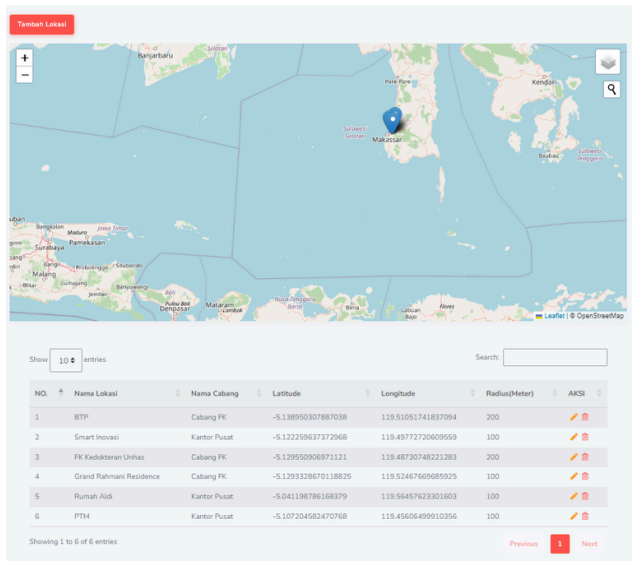 Tambah Lokasi
+
−
Banjarbaru
Selatan
Pare Pare
Kendari
Sulawesi
Selatan
Makassar
Baubau
Sulawesi
Tenggara
Bangkalan
Madura
Jawa Timur
Surabaya
Pamekasan
Bangil
Probolinggo
Situbondo
Malang
Blitar
Lumajang
Jember
Banyuwangi
Bali
Pulau Bali
Denpasar
Mataram
Lombok
Nusa Tenggara
Barat
Bima
Labuan
Bajo
Flores
Leaflet | © OpenStreetMap
Show 10 entries
Search:
NO. Nama Lokasi Nama Cabang Latitude Longitude Radius(Meter) AKSI
1 BTP Cabang FK -5.138950307887038 119.51051741837094 200
2 Smart Inovasi Kantor Pusat -5.122259637372968 119.49772720609559 100
3 FK Kedokteran Unhas Cabang FK -5.129550906971121 119.48730748221283 200
4 Grand Rahmani Residence Cabang FK -5.1293328670118825 119.52467669685925 100
5 Rumah Aldi Kantor Pusat -5.041198786168379 119.56457623301603 100
6 PTM Kantor Pusat -5.107204582470768 119.45606499910356 100
Showing 1 to 6 of 6 entries
Previous 1 Next